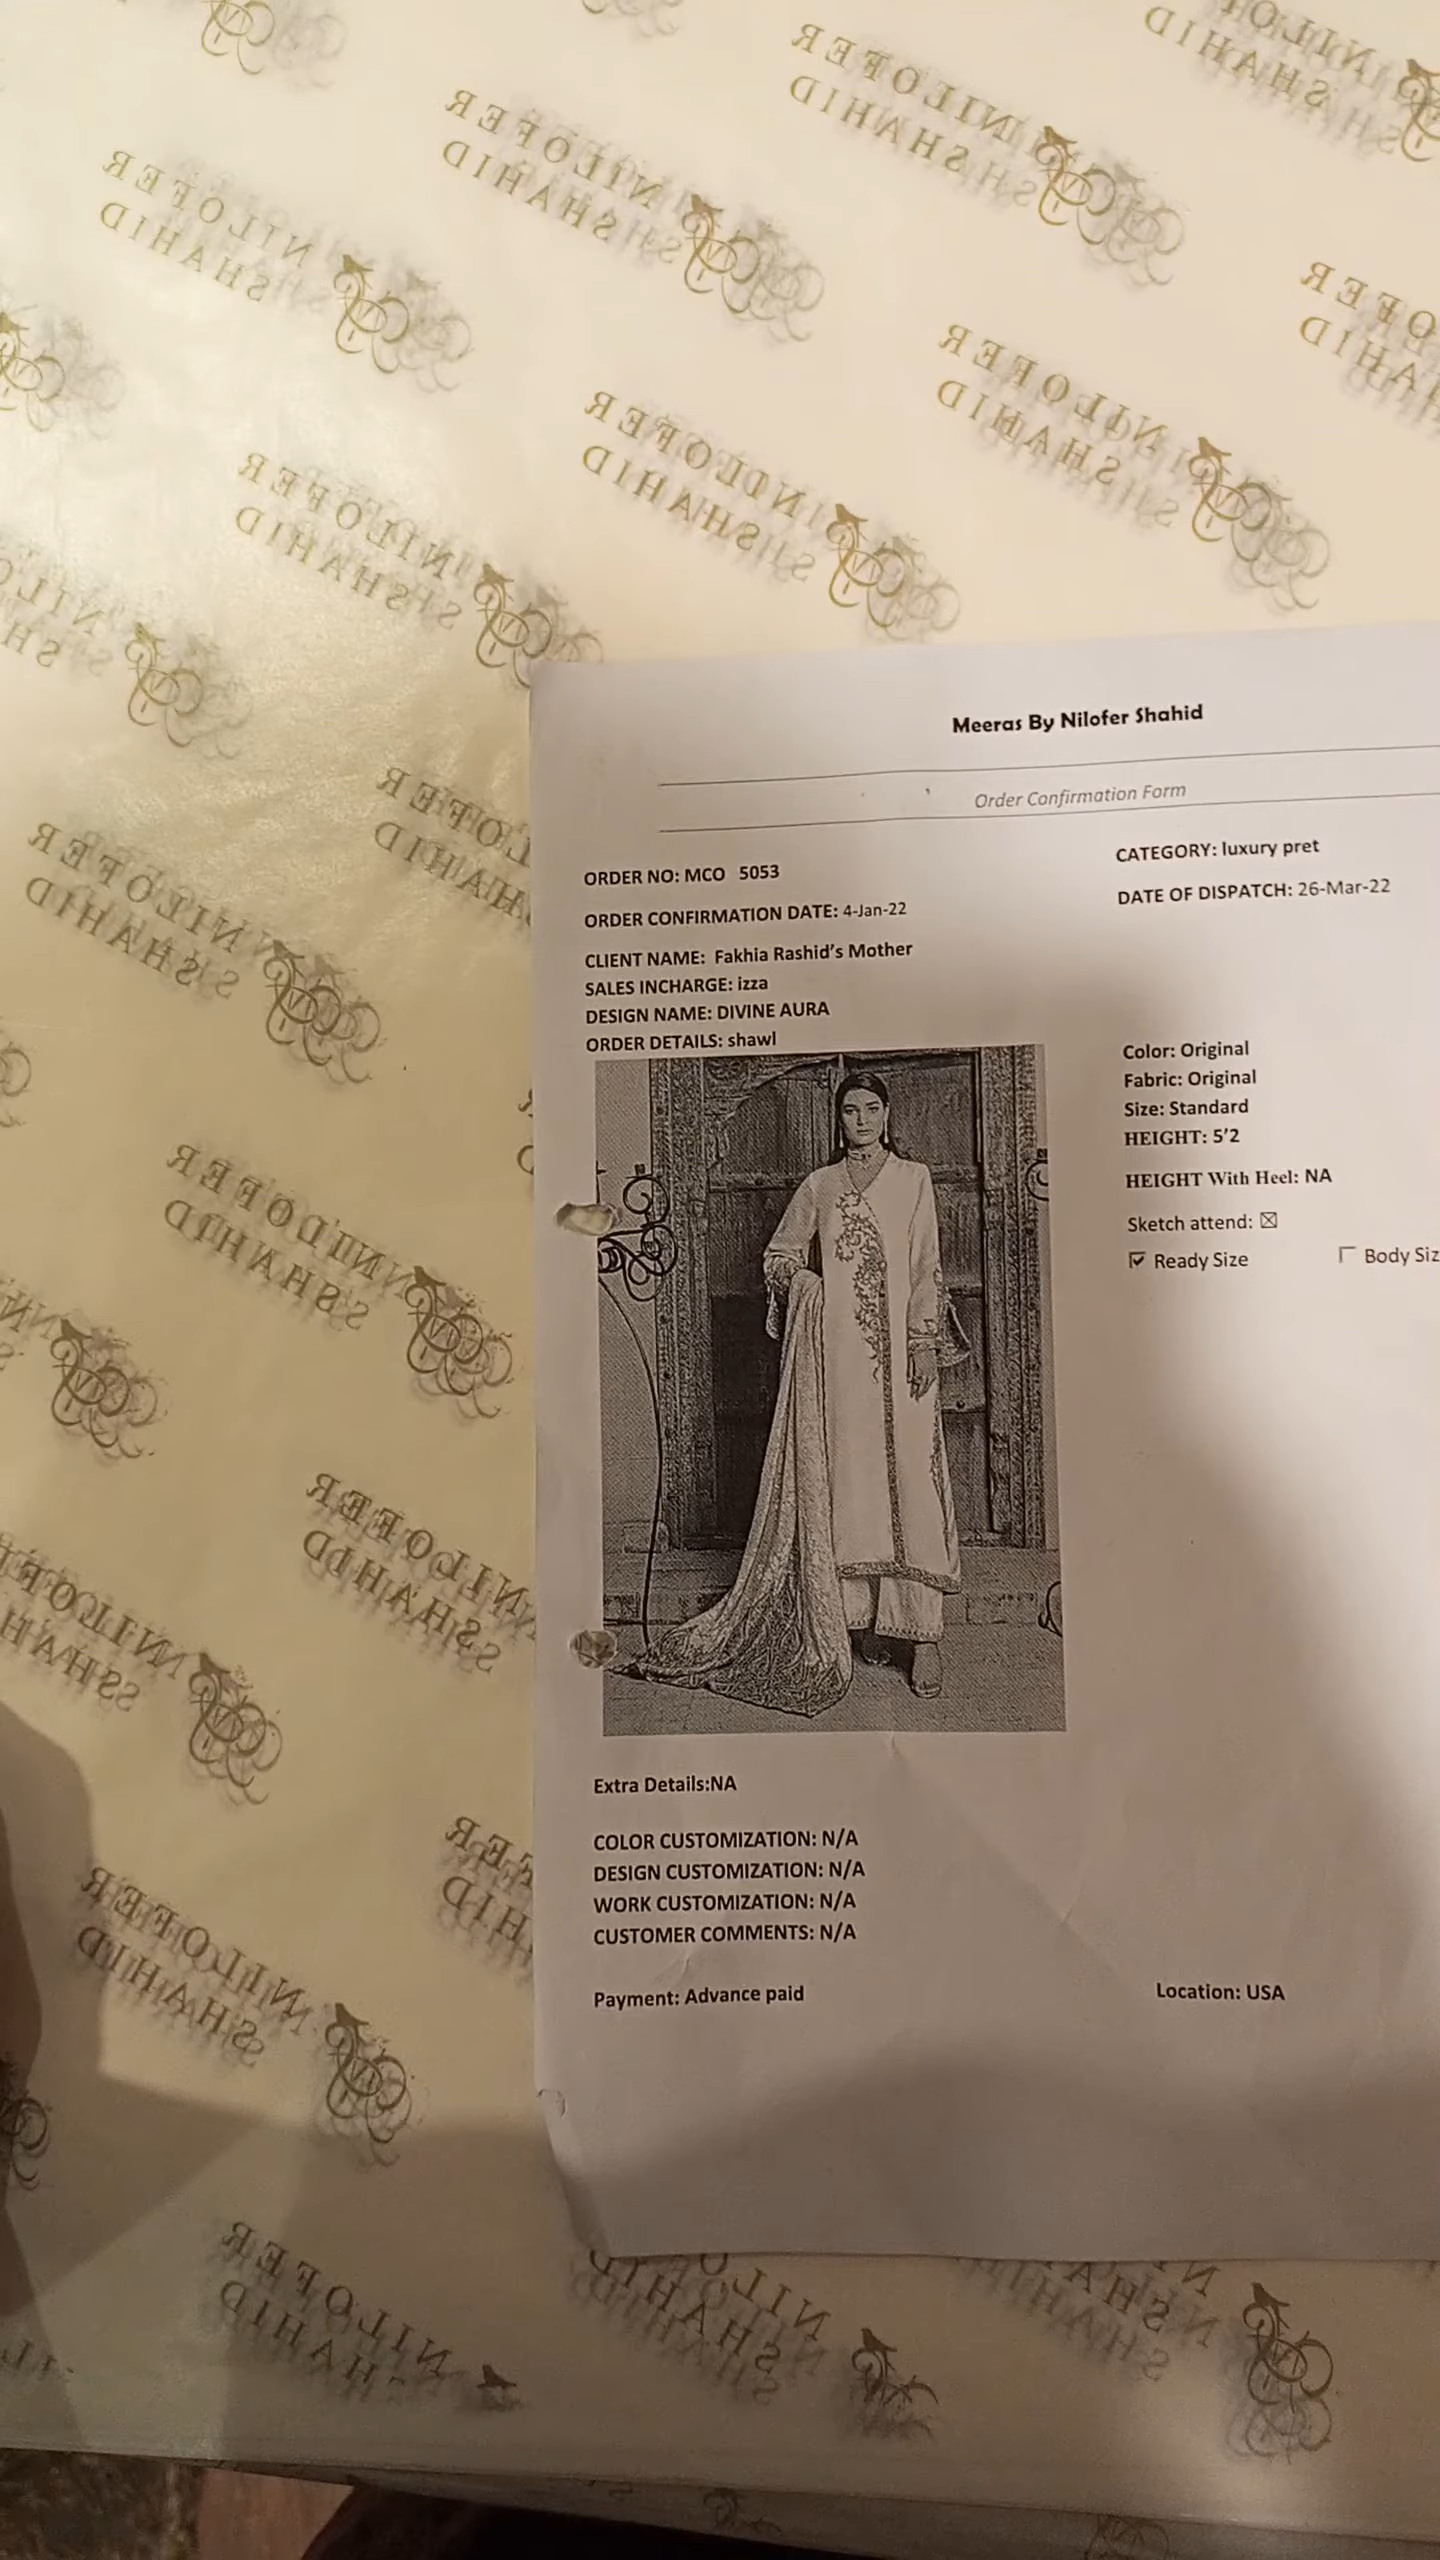 NILOFER
SHAHID
Meeras By Nilofer Shahid
Order Confirmation Form
ORDER NO: MCO 5053
CATEGORY: luxury pret
ORDER CONFIRMATION DATE: 4-Jan-22
DATE OF DISPATCH: 26-Mar-22
CLIENT NAME: Fakhia Rashid's Mother
SALES INCHARGE: izza
DESIGN NAME: DIVINE AURA
ORDER DETAILS: shawl
Color: Original
Fabric: Original
Size: Standard
HEIGHT: 5'2
HEIGHT With Heel: NA
Sketch attend: ☒
☑ Ready Size
Body Siz
Extra Details:NA
COLOR CUSTOMIZATION: N/A
DESIGN CUSTOMIZATION: N/A
WORK CUSTOMIZATION: N/A
CUSTOMER COMMENTS: N/A
Payment: Advance paid
Location: USA